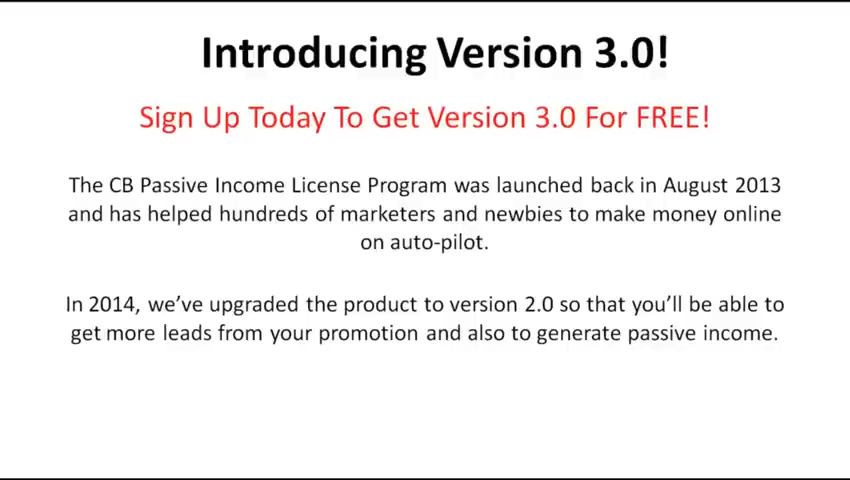 Introducing Version 3.0!
Sign Up Today To Get Version 3.0 For FREE!
The CB Passive Income License Program was launched back in August 2013
and has helped hundreds of marketers and newbies to make money online
on auto-pilot.
In 2014, we’ve upgraded the product to version 2.0 so that you’ll be able to
get more leads from your promotion and also to generate passive income.